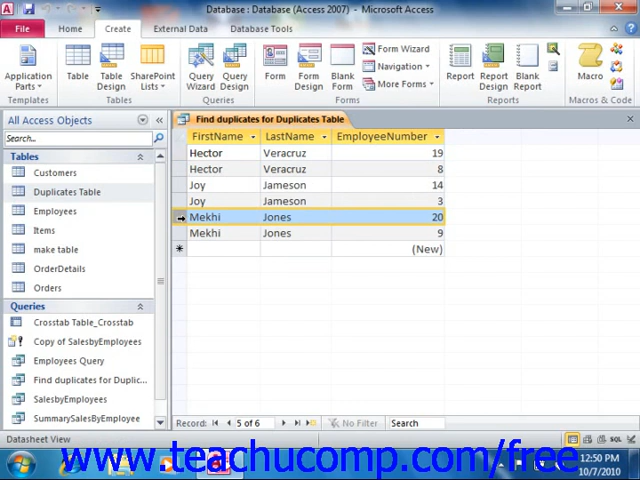 Database : Database (Access 2007) - Microsoft Access
File Home Create External Data Database Tools
Application Parts Table Table Design SharePoint Lists Query Wizard Query Design Form Form Design Blank Form Form Wizard Navigation More Forms Report Report Design Blank Report Macro
Templates Tables Queries Forms Reports Macros & Code
All Access Objects
Search...
Tables
Customers
Duplicates Table
Employees
Items
make table
OrderDetails
Orders
Queries
Crosstab Table_Crosstab
Copy of SalesbyEmployees
Employees Query
Find duplicates for Duplic...
SalesbyEmployees
SummarySalesByEmployee
Find duplicates for Duplicates Table
FirstName LastName EmployeeNumber
Hector Veracruz 19
Hector Veracruz 8
Joy Jameson 14
Joy Jameson 3
Mekhi Jones 20
Mekhi Jones 9
(New)
Record: 5 of 6 No Filter Search
Datasheet View SQL
www.teachucomp.com/free
12:50 PM
10/7/2010